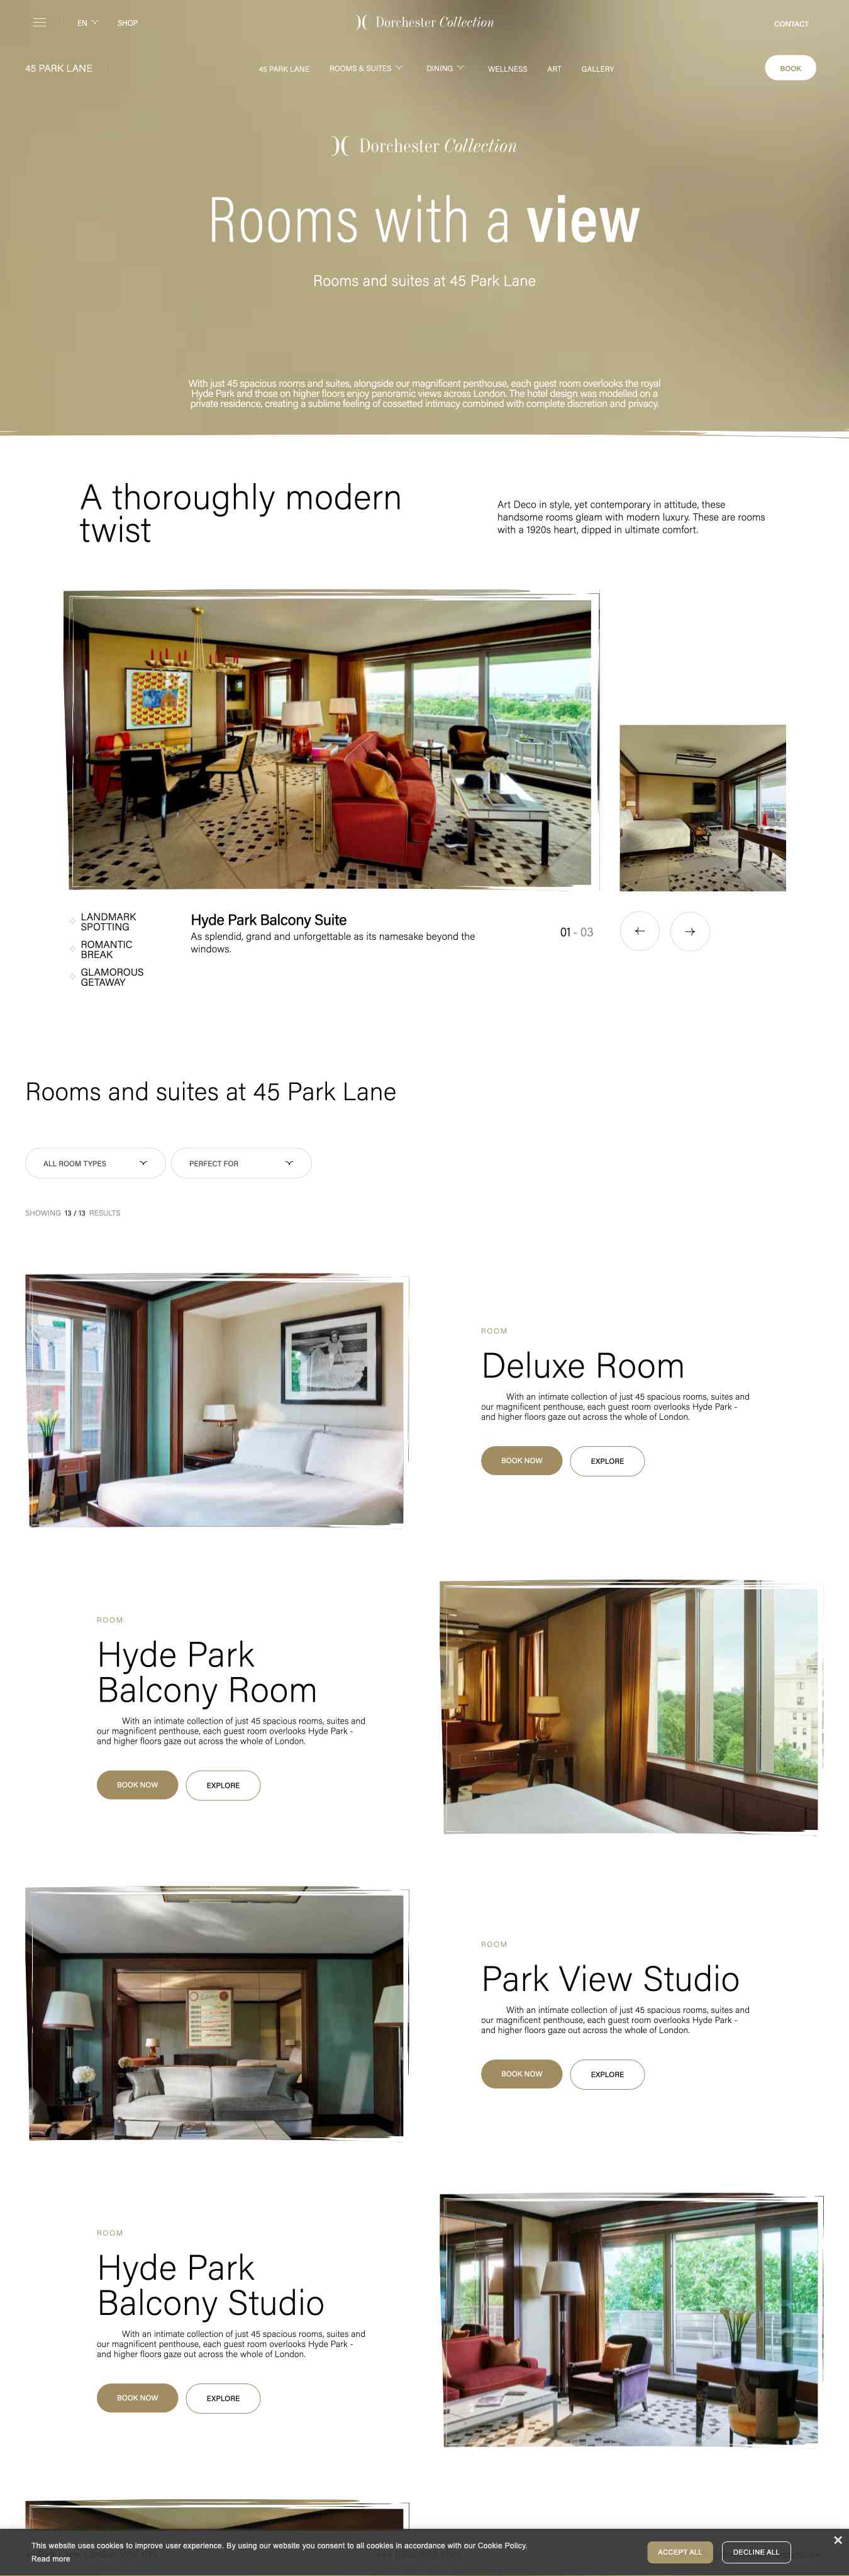 EN
SHOP
Dorchester Collection
CONTACT
45 PARK LANE
45 PARK LANE
ROOMS & SUITES
DINING
WELLNESS
ART
GALLERY
BOOK
Dorchester Collection
Rooms with a view
Rooms and suites at 45 Park Lane
With just 45 spacious rooms and suites, alongside our magnificent penthouse, each guest room overlooks the royal
Hyde Park and those on higher floors enjoy panoramic views across London. The hotel design was modelled on a
private residence, creating a sublime feeling of cossetted intimacy combined with complete discretion and privacy.
A thoroughly modern
twist
Art Deco in style, yet contemporary in attitude, these
handsome rooms gleam with modern luxury. These are rooms
with a 1920s heart, dipped in ultimate comfort.
LANDMARK
SPOTTING
ROMANTIC
BREAK
GLAMOROUS
GETAWAY
Hyde Park Balcony Suite
As splendid, grand and unforgettable as its namesake beyond the
windows.
01 - 03
Rooms and suites at 45 Park Lane
ALL ROOM TYPES
PERFECT FOR
SHOWING 13 / 13 RESULTS
ROOM
Deluxe Room
With an intimate collection of just 45 spacious rooms, suites and
our magnificent penthouse, each guest room overlooks Hyde Park -
and higher floors gaze out across the whole of London.
BOOK NOW
EXPLORE
ROOM
Hyde Park
Balcony Room
With an intimate collection of just 45 spacious rooms, suites and
our magnificent penthouse, each guest room overlooks Hyde Park -
and higher floors gaze out across the whole of London.
BOOK NOW
EXPLORE
ROOM
Park View Studio
With an intimate collection of just 45 spacious rooms, suites and
our magnificent penthouse, each guest room overlooks Hyde Park -
and higher floors gaze out across the whole of London.
BOOK NOW
EXPLORE
ROOM
Hyde Park
Balcony Studio
With an intimate collection of just 45 spacious rooms, suites and
our magnificent penthouse, each guest room overlooks Hyde Park -
and higher floors gaze out across the whole of London.
BOOK NOW
EXPLORE
This website uses cookies to improve user experience. By using our website you consent to all cookies in accordance with our Cookie Policy.
Read more
ACCEPT ALL
DECLINE ALL